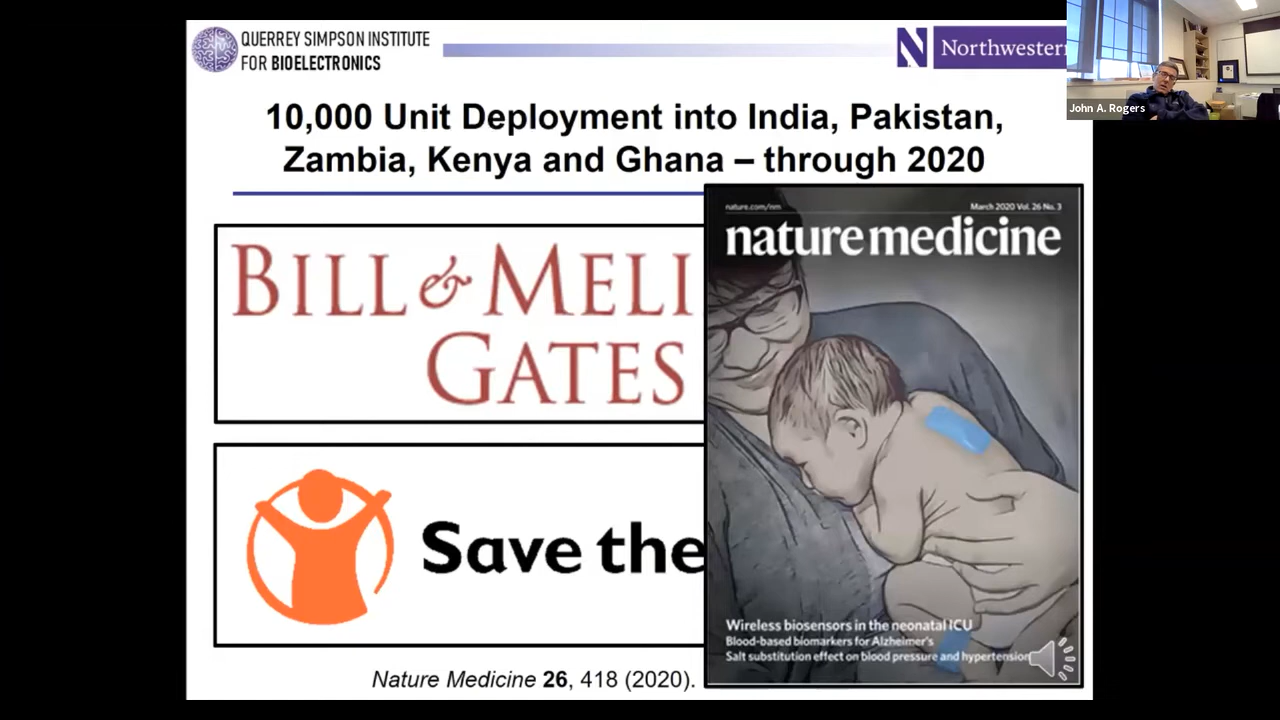 QUERREY SIMPSON INSTITUTE
FOR BIOELECTRONICS
N Northwestern
John A. Rogers
10,000 Unit Deployment into India, Pakistan,
Zambia, Kenya and Ghana – through 2020
BILL & MELI
GATES
Save the
nature.com/nm
March 2020 Vol. 26 No. 3
nature medicine
Wireless biosensors in the neonatal ICU
Blood-based biomarkers for Alzheimer's
Salt substitution effect on blood pressure and hypertension
Nature Medicine 26, 418 (2020).